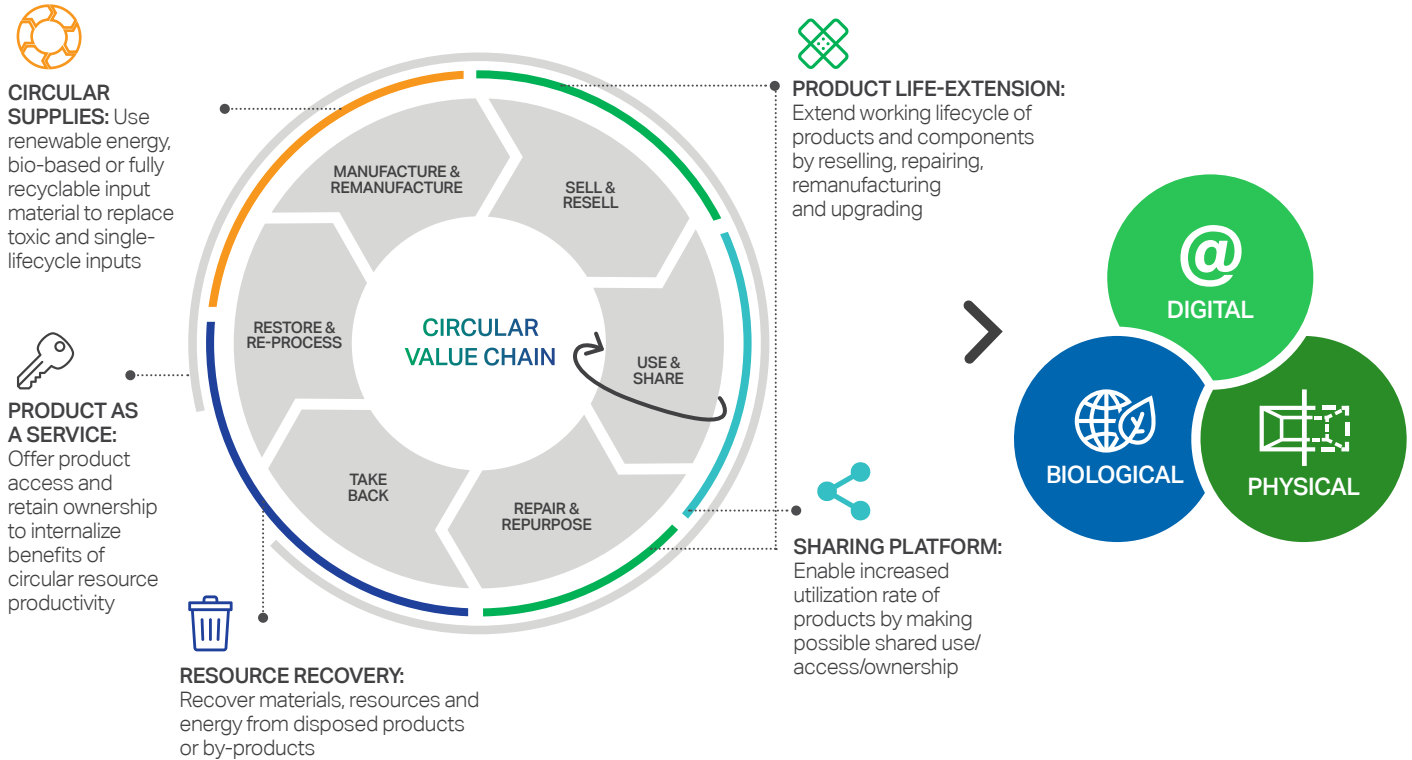 CIRCULAR
SUPPLIES: Use
renewable energy,
bio-based or fully
recyclable input
material to replace
toxic and single-
lifecycle inputs
PRODUCT AS
A SERVICE:
Offer product
access and
retain ownership
to internalize
benefits of
circular resource
productivity
RESOURCE RECOVERY:
Recover materials, resources and
energy from disposed products
or by-products
MANUFACTURE &
REMANUFACTURE
SELL &
RESELL
USE &
SHARE
REPAIR &
REPURPOSE
TAKE
BACK
RESTORE &
RE-PROCESS
CIRCULAR
VALUE CHAIN
PRODUCT LIFE-EXTENSION:
Extend working lifecycle of
products and components
by reselling, repairing,
remanufacturing
and upgrading
SHARING PLATFORM:
Enable increased
utilization rate of
products by making
possible shared use/
access/ownership
@
DIGITAL
BIOLOGICAL
PHYSICAL